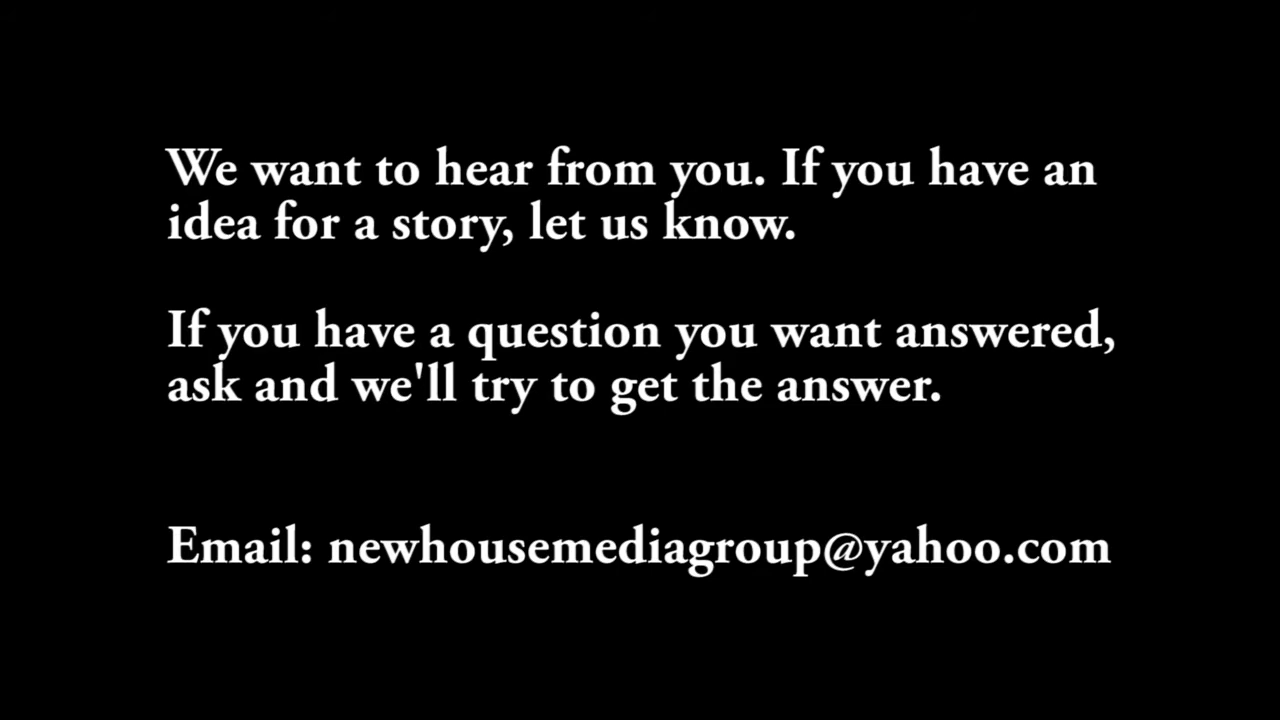 We want to hear from you. If you have an
idea for a story, let us know.
If you have a question you want answered,
ask and we'll try to get the answer.
Email: newhousemediagroup@yahoo.com